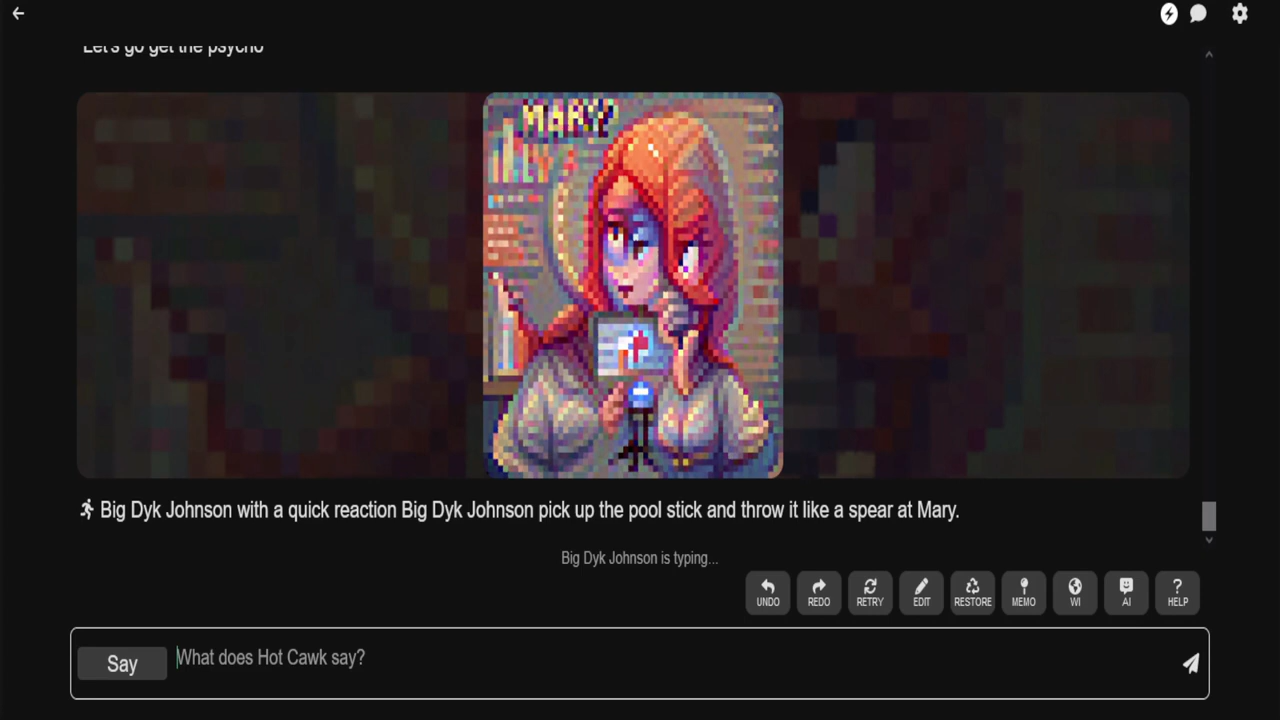 Let's go get the psycho
MARY
Big Dyk Johnson with a quick reaction Big Dyk Johnson pick up the pool stick and throw it like a spear at Mary.
Big Dyk Johnson is typing...
UNDO
REDO
RETRY
EDIT
RESTORE
MEMO
WI
AI
?
HELP
Say
What does Hot Cawk say?